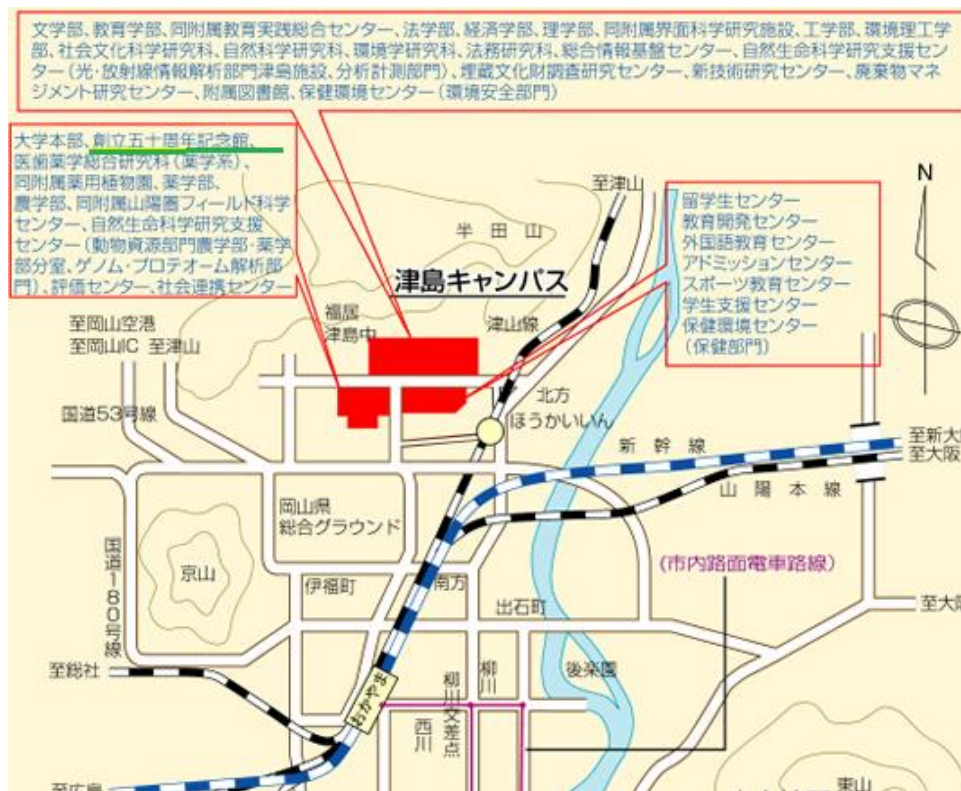 文学部、教育学部、同附属教育実践総合センター、法学部、経済学部、理学部、同附属界面科学研究施設、工学部、環境理工学
部、社会文化科学研究科、自然科学研究科、環境学研究科、法務研究科、総合情報基盤センター、自然生命科学研究支援セン
ター（光・放射線情報解析部門津島施設、分析計測部門）、埋蔵文化財調査研究センター、新技術研究センター、廃棄物マネ
ジメント研究センター、附属図書館、保健環境センター（環境安全部門）
大学本部、創立五十周年記念館、
医歯薬学総合研究科（薬学系）、
同附属薬用植物園、薬学部、
農学部、同附属山陽圏フィールド科学
センター、自然生命科学研究支援
センター（動物資源部門農学部・薬学
部分室、ゲノム・プロテオーム解析部
門）、評価センター、社会連携センター
至津山
N
留学生センター
教育開発センター
外国語教育センター
アドミッションセンター
スポーツ教育センター
学生支援センター
保健環境センター
（保健部門）
半田山
津島キャンパス
福居
津島中
津山線
至岡山空港
至岡山IC 至津山
北方
ほうかいいん
国道53号線
新幹線
至新大
至大阪
山陽本線
岡山県
総合グラウンド
国道180号線
京山
(市内路面電車路線)
伊福町
南方
出石町
至大阪
至総社
おかやま
柳川
後楽園
柳川交差点
西川
至広島
東山